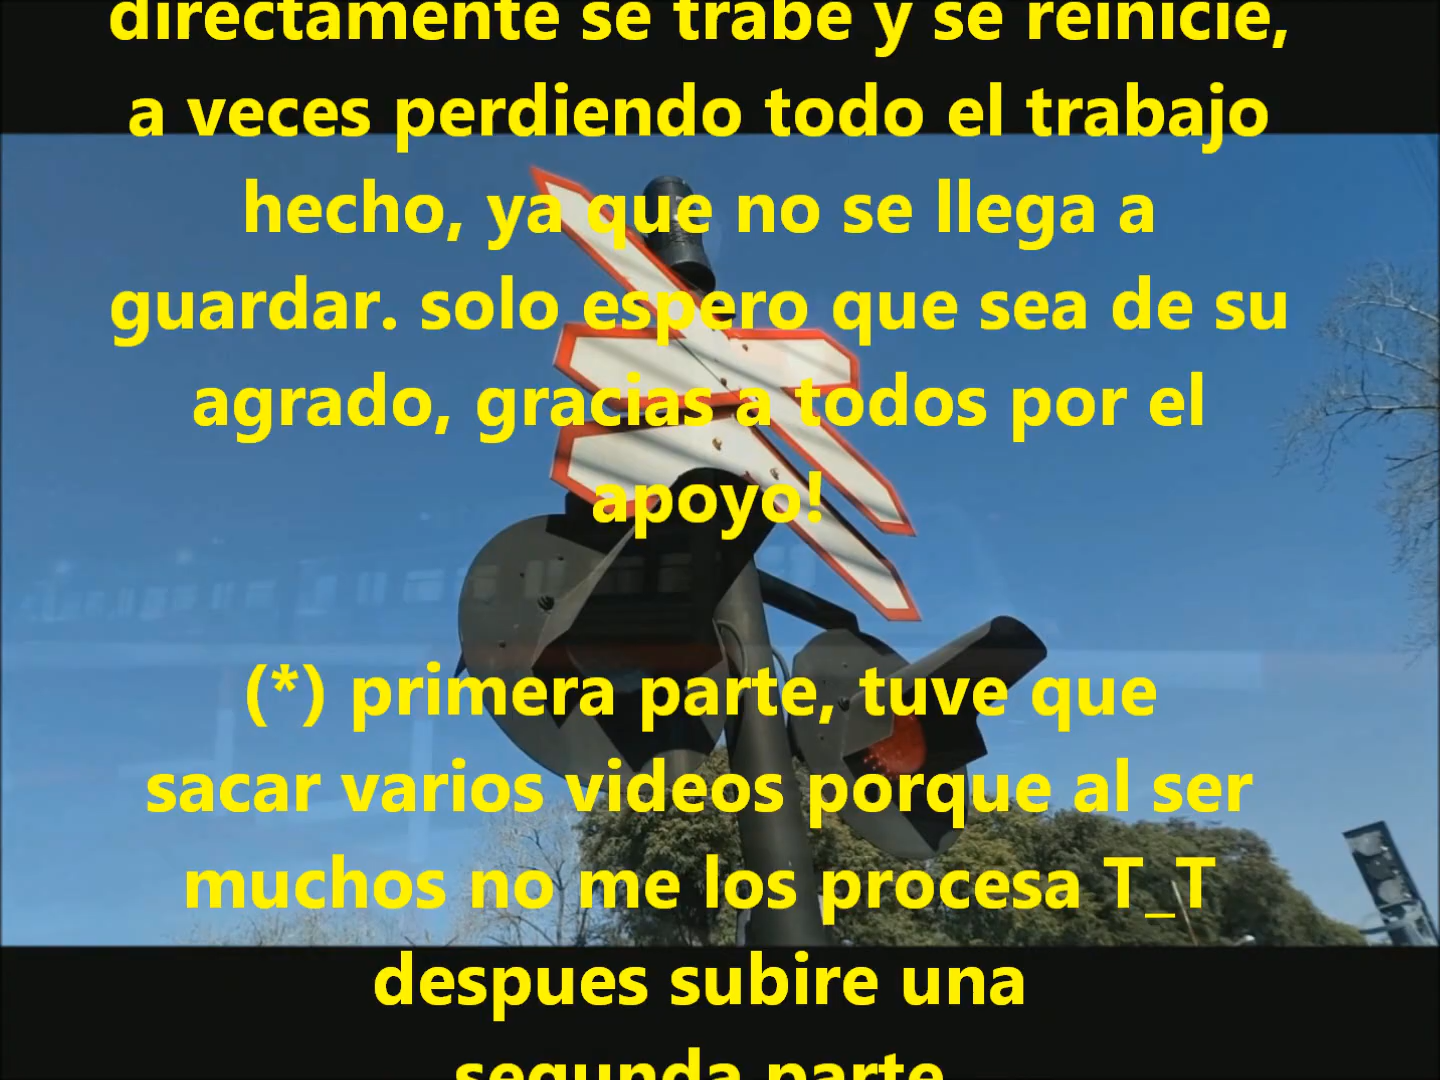 directamente se trabe y se reinicie,
a veces perdiendo todo el trabajo
hecho, ya que no se llega a
guardar. solo espero que sea de su
agrado, gracias a todos por el
apoyo!
(*) primera parte, tuve que
sacar varios videos porque al ser
muchos no me los procesa T_T
despues subire una
segunda parte